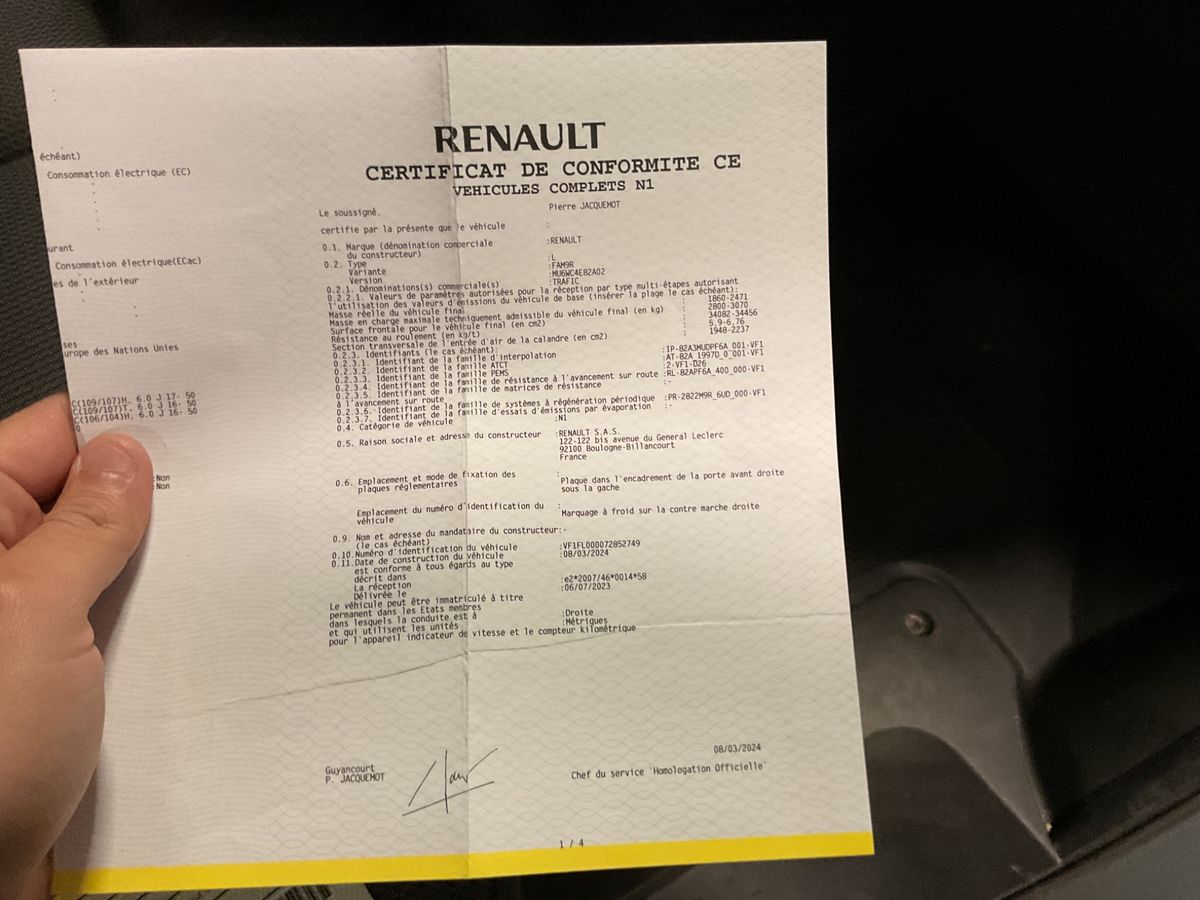 échéant)
Consommation électrique (EC)
urant
Consommation électrique(ECac)
es de l'extérieur
ses
urope des Nations Unies
C(109/107)H. 6.0 J 17- 50
C(109/107)T. 6.0 J 16- 50
C(106/104)H. 6.0 J 16- 50
0
:Non
:Non
RENAULT
CERTIFICAT DE CONFORMITE CE
VEHICULES COMPLETS N1
Le soussigné, Pierre JACQUEMOT
certifie par la présente que le véhicule :
0.1. Marque (dénomination commerciale :RENAULT
du constructeur)
0.2. Type :L
Variante :FAM9R
Version :MU6WC4E82A02
0.2.1. Dénominations(s) commerciale(s) :TRAFIC
0.2.2.1. Valeurs de paramètres autorisées pour la réception par type multi-étapes autorisant
l'utilisation des valeurs d'émissions du véhicule de base (insérer la plage le cas échéant):
Masse réelle du véhicule final : 1860-2471
Masse en charge maximale techniquement admissible du véhicule final (en kg) : 2800-3070
Surface frontale pour le véhicule final (en cm2) : 34082-34456
Résistance au roulement (en kg/t) : 5,9-6,76
Section transversale de l'entrée d'air de la calandre (en cm2) : 1948-2237
0.2.3. Identifiants (le cas échéant):
0.2.3.1. Identifiant de la famille d'interpolation :IP-82A3MUDPF6A_001-VF1
0.2.3.2. Identifiant de la famille ATCT :AT-82A_1997D_0_001-VF1
0.2.3.3. Identifiant de la famille PEMS :2-VF1-D26
0.2.3.4. Identifiant de la famille de résistance à l'avancement sur route :RL-82APF6A_400_000-VF1
0.2.3.5. Identifiant de la famille de matrices de résistance :-
à l'avancement sur route
0.2.3.6. Identifiant de la famille de systèmes à régénération périodique :PR-2822M9R_6UD_000-VF1
0.2.3.7. Identifiant de la famille d'essais d'émissions par évaporation :-
0.4. Catégorie de véhicule :N1
0.5. Raison sociale et adresse du constructeur :RENAULT S.A.S.
122-122 bis avenue du General Leclerc
92100 Boulogne-Billancourt
France
0.6. Emplacement et mode de fixation des :
plaques réglementaires Plaque dans l'encadrement de la porte avant droite
sous la gache
Emplacement du numéro d'identification du :
véhicule Marquage à froid sur la contre marche droite
0.9. Nom et adresse du mandataire du constructeur:-
(le cas échéant)
0.10.Numéro d'identification du véhicule :VF1FL000072852749
0.11.Date de construction du véhicule :08/03/2024
est conforme à tous égards au type
décrit dans
La réception :e2*2007/46*0014*58
Délivrée le :06/07/2023
Le véhicule peut être immatriculé à titre
permanent dans les Etats membres
dans lesquels la conduite est à :Droite
et qui utilisent les unités :Métriques
pour l'appareil indicateur de vitesse et le compteur kilométrique
08/03/2024
Guyancourt
P. JACQUEMOT
Chef du service 'Homologation Officielle'
1 / 4